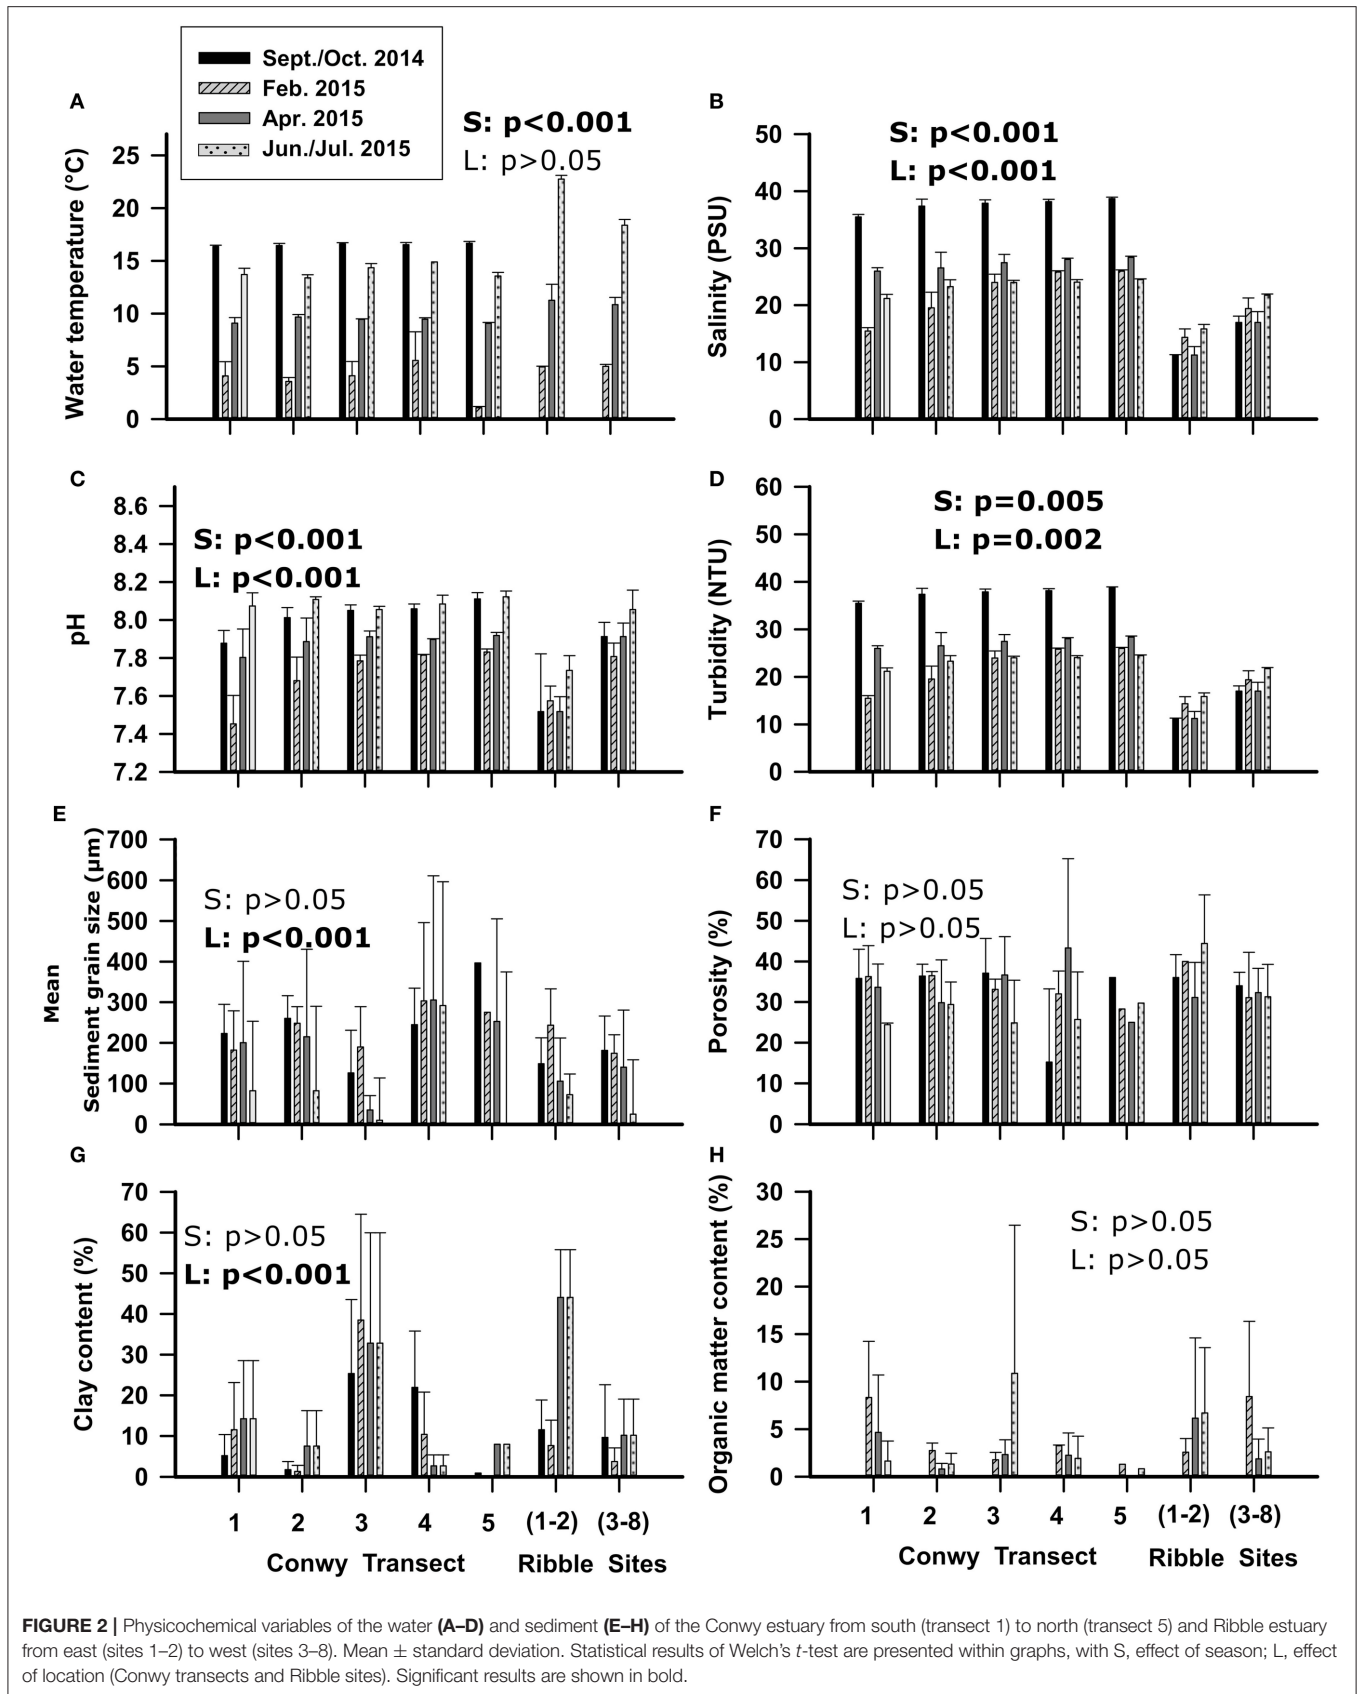 Sept./Oct. 2014
Feb. 2015
Apr. 2015
Jun./Jul. 2015
A
S: p<0.001
L: p>0.05
Water temperature (°C)
25
20
15
10
5
0
B
S: p<0.001
L: p<0.001
Salinity (PSU)
50
40
30
20
10
0
C
S: p<0.001
L: p<0.001
pH
8.6
8.4
8.2
8.0
7.8
7.6
7.4
7.2
D
S: p=0.005
L: p=0.002
Turbidity (NTU)
60
50
40
30
20
10
0
E
S: p>0.05
L: p<0.001
Mean
Sediment grain size (µm)
700
600
500
400
300
200
100
0
F
S: p>0.05
L: p>0.05
Porosity (%)
70
60
50
40
30
20
10
0
G
S: p>0.05
L: p<0.001
Clay content (%)
70
60
50
40
30
20
10
0
1 2 3 4 5 (1-2) (3-8)
Conwy Transect Ribble Sites
H
S: p>0.05
L: p>0.05
Organic matter content (%)
30
25
20
15
10
5
0
1 2 3 4 5 (1-2) (3-8)
Conwy Transect Ribble Sites
FIGURE 2 | Physicochemical variables of the water (A–D) and sediment (E–H) of the Conwy estuary from south (transect 1) to north (transect 5) and Ribble estuary
from east (sites 1–2) to west (sites 3–8). Mean ± standard deviation. Statistical results of Welch's t-test are presented within graphs, with S, effect of season; L, effect
of location (Conwy transects and Ribble sites). Significant results are shown in bold.